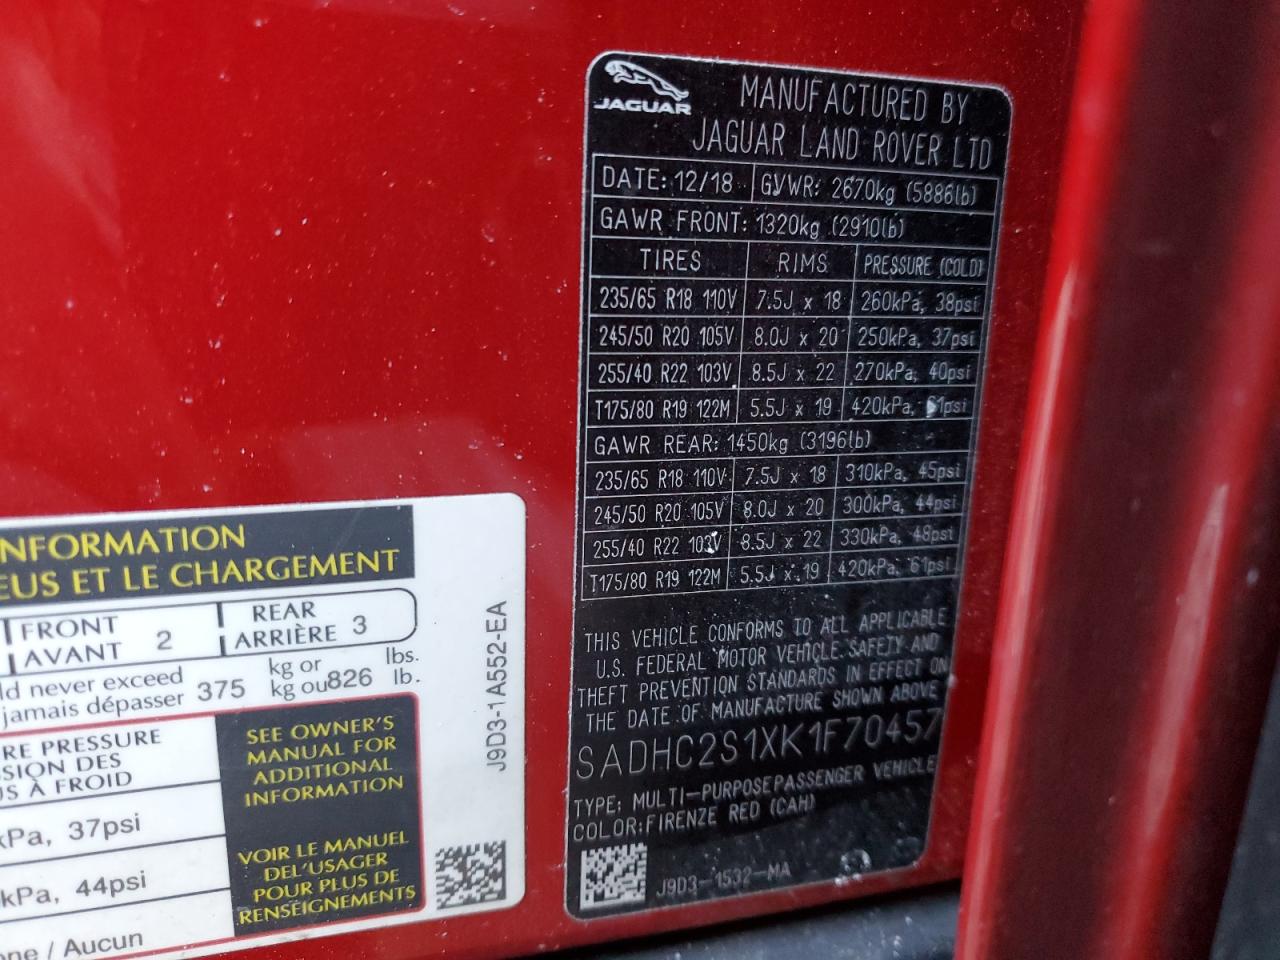 JAGUAR
MANUFACTURED BY
JAGUAR LAND ROVER LTD
DATE: 12/18 GVWR: 2670kg (5886lb)
GAWR FRONT: 1320kg (2910lb)
TIRES RIMS PRESSURE (COLD)
235/65 R18 110V 7.5J x 18 260kPa, 38psi
245/50 R20 105V 8.0J x 20 250kPa, 37psi
255/40 R22 103V 8.5J x 22 270kPa, 40psi
T175/80 R19 122M 5.5J x 19 420kPa, 61psi
GAWR REAR: 1450kg (3196lb)
235/65 R18 110V 7.5J x 18 310kPa, 45psi
245/50 R20 105V 8.0J x 20 300kPa, 44psi
255/40 R22 103V 8.5J x 22 330kPa, 48psi
T175/80 R19 122M 5.5J x 19 420kPa, 61psi
THIS VEHICLE CONFORMS TO ALL APPLICABLE
U.S. FEDERAL MOTOR VEHICLE SAFETY AND
THEFT PREVENTION STANDARDS IN EFFECT ON
THE DATE OF MANUFACTURE SHOWN ABOVE
SADHC2S1XK1F70457
TYPE: MULTI-PURPOSE PASSENGER VEHICLE
COLOR: FIRENZE RED (CAH)
J9D3-1532-MA
NFORMATION
EUS ET LE CHARGEMENT
FRONT REAR
AVANT 2 ARRIÈRE 3
ld never exceed kg or lbs.
jamais dépasser 375 kg ou 826 lb.
RE PRESSURE
SION DES
US À FROID
kPa, 37psi
kPa, 44psi
one / Aucun
SEE OWNER'S
MANUAL FOR
ADDITIONAL
INFORMATION
VOIR LE MANUEL
DEL'USAGER
POUR PLUS DE
RENSEIGNEMENTS
J9D3-1A552-EA